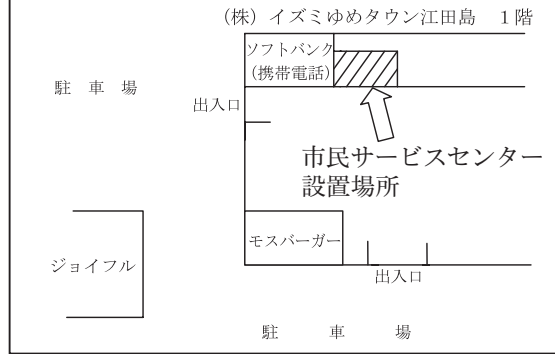 (株) イズミゆめタウン江田島 1階
ソフトバンク
(携帯電話)
駐 車 場
出入口
市民サービスセンター
設置場所
モスバーガー
ジョイフル
出入口
駐 車 場